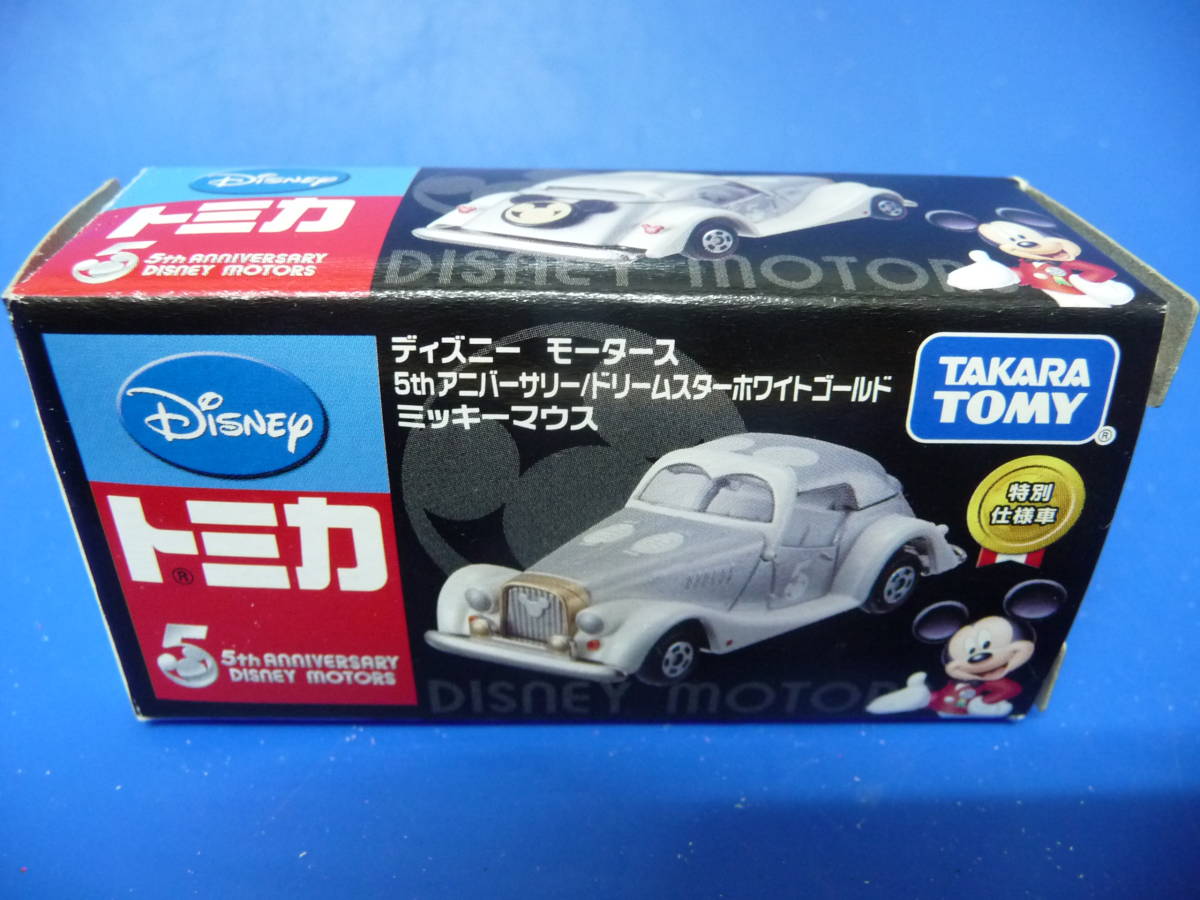 Disney
トミカ
5
5th ANNIVERSARY
DISNEY MOTORS
DISNEY MOTOR
Disney
トミカ
®
5
5th ANNIVERSARY
DISNEY MOTORS
ディズニー モータース
5thアニバーサリー/ドリームスターホワイトゴールド
ミッキーマウス
TAKARA
TOMY
®
特別
仕様車
DISNEY MOTOR